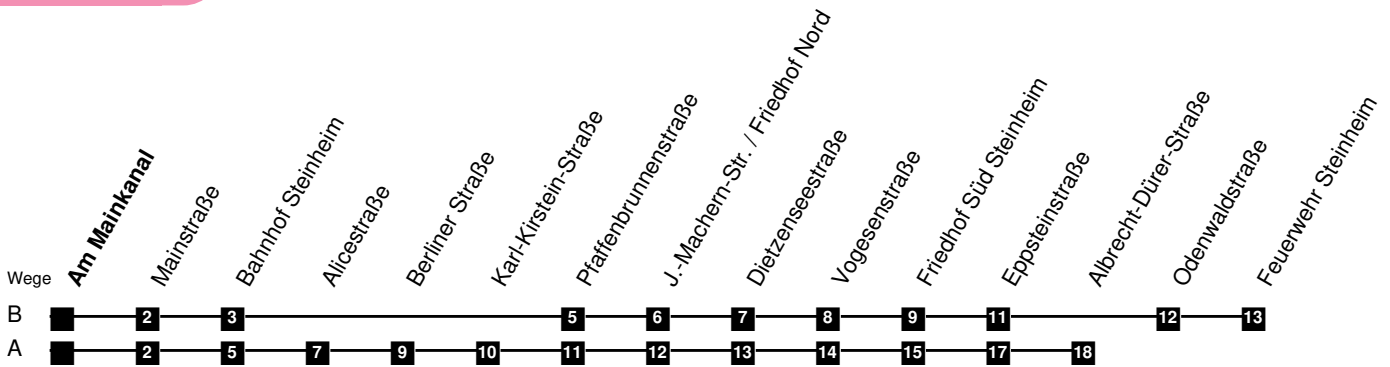 Wege
Am Mainkanal
Mainstraße
Bahnhof Steinheim
Alicestraße
Berliner Straße
Karl-Kirstein-Straße
Pfaffenbrunnenstraße
J.-Machern-Str. / Friedhof Nord
Dietzenseestraße
Vogesenstraße
Friedhof Süd Steinheim
Eppsteinstraße
Albrecht-Dürer-Straße
Odenwaldstraße
Feuerwehr Steinheim
B 2 3 5 6 7 8 9 11 12 13
A 2 5 7 9 10 11 12 13 14 15 17 18